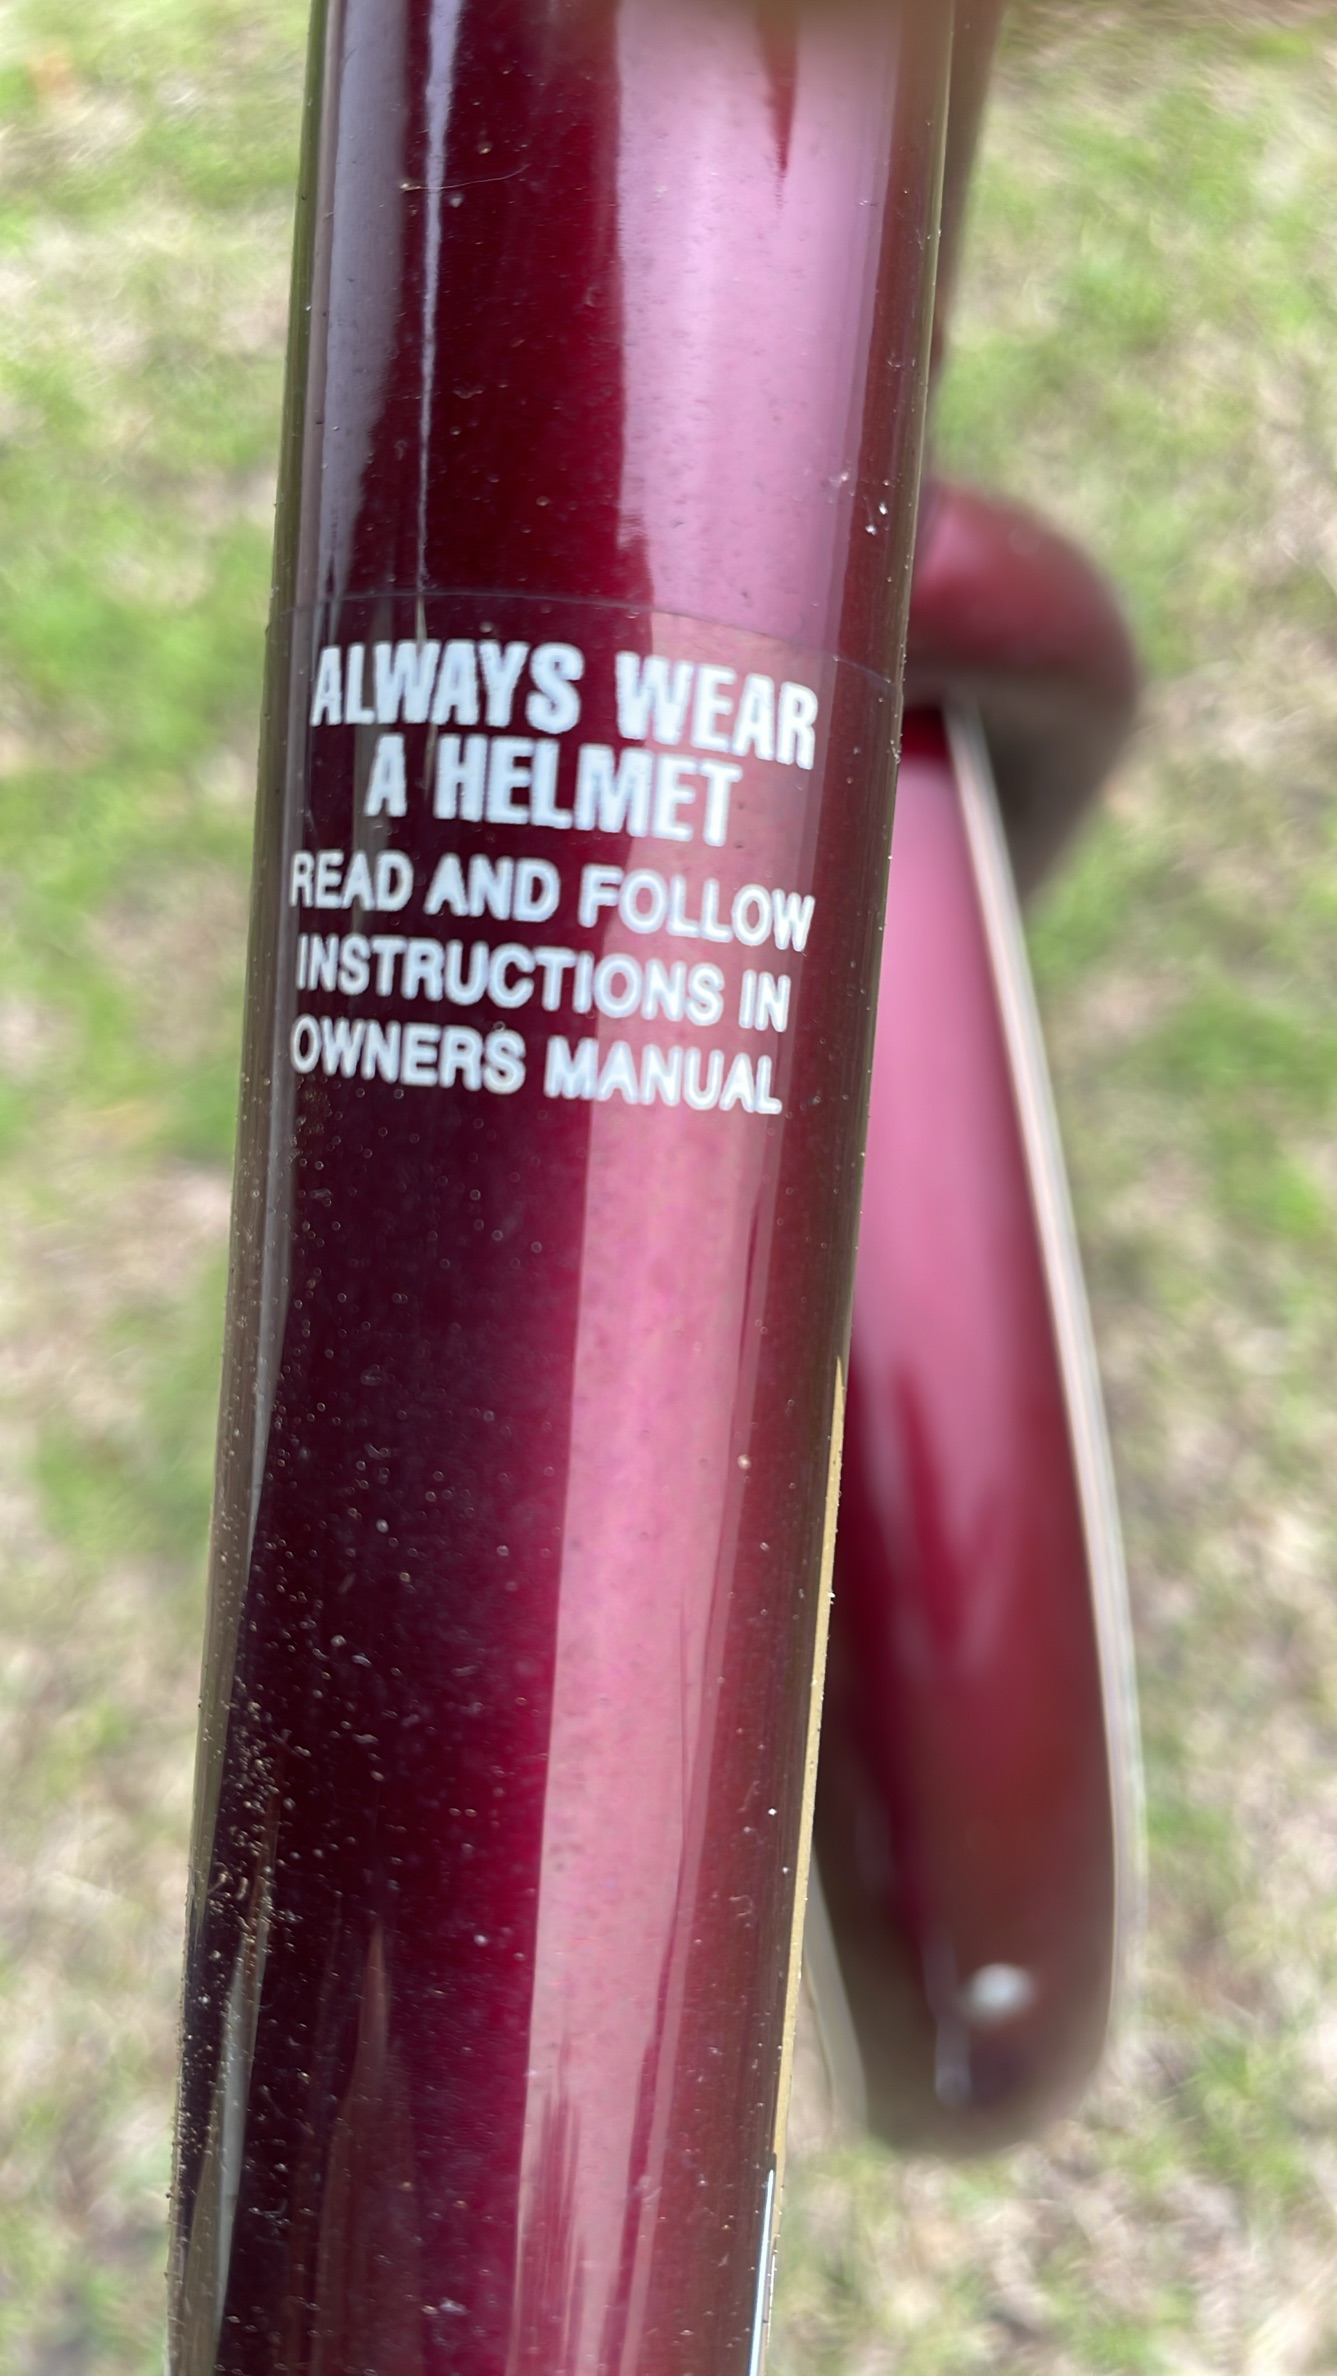 ALWAYS WEAR
A HELMET
READ AND FOLLOW
INSTRUCTIONS IN
OWNERS MANUAL